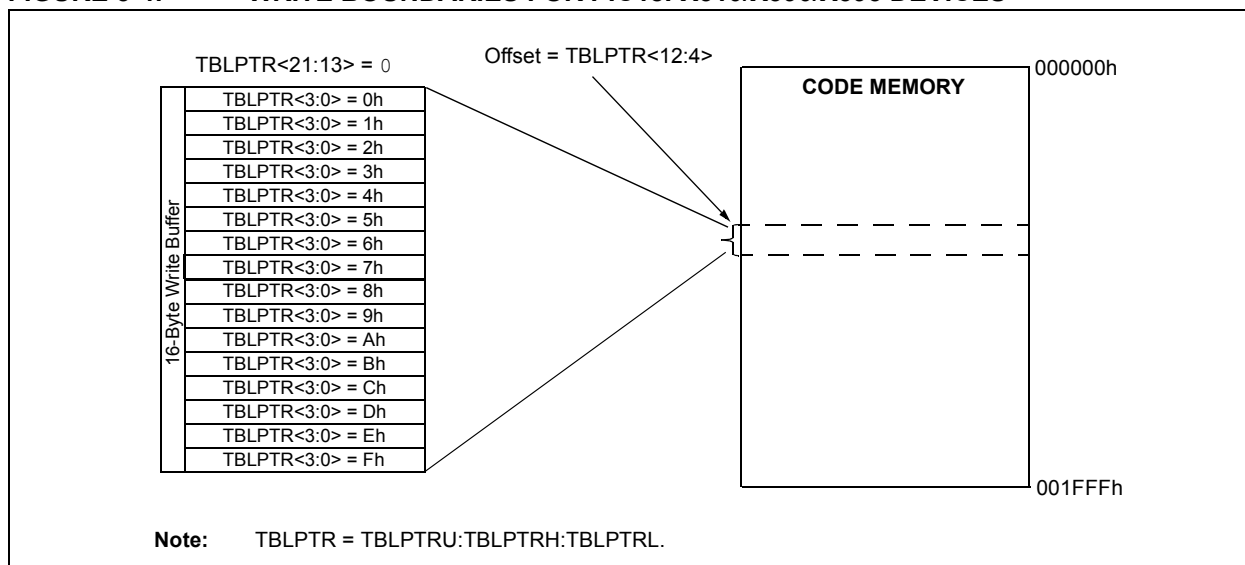 TBLPTR<21:13> = 0
Offset = TBLPTR<12:4>
CODE MEMORY
000000h
16-Byte Write Buffer
TBLPTR<3:0> = 0h
TBLPTR<3:0> = 1h
TBLPTR<3:0> = 2h
TBLPTR<3:0> = 3h
TBLPTR<3:0> = 4h
TBLPTR<3:0> = 5h
TBLPTR<3:0> = 6h
TBLPTR<3:0> = 7h
TBLPTR<3:0> = 8h
TBLPTR<3:0> = 9h
TBLPTR<3:0> = Ah
TBLPTR<3:0> = Bh
TBLPTR<3:0> = Ch
TBLPTR<3:0> = Dh
TBLPTR<3:0> = Eh
TBLPTR<3:0> = Fh
001FFFh
Note: TBLPTR = TBLPTRU:TBLPTRH:TBLPTRL.